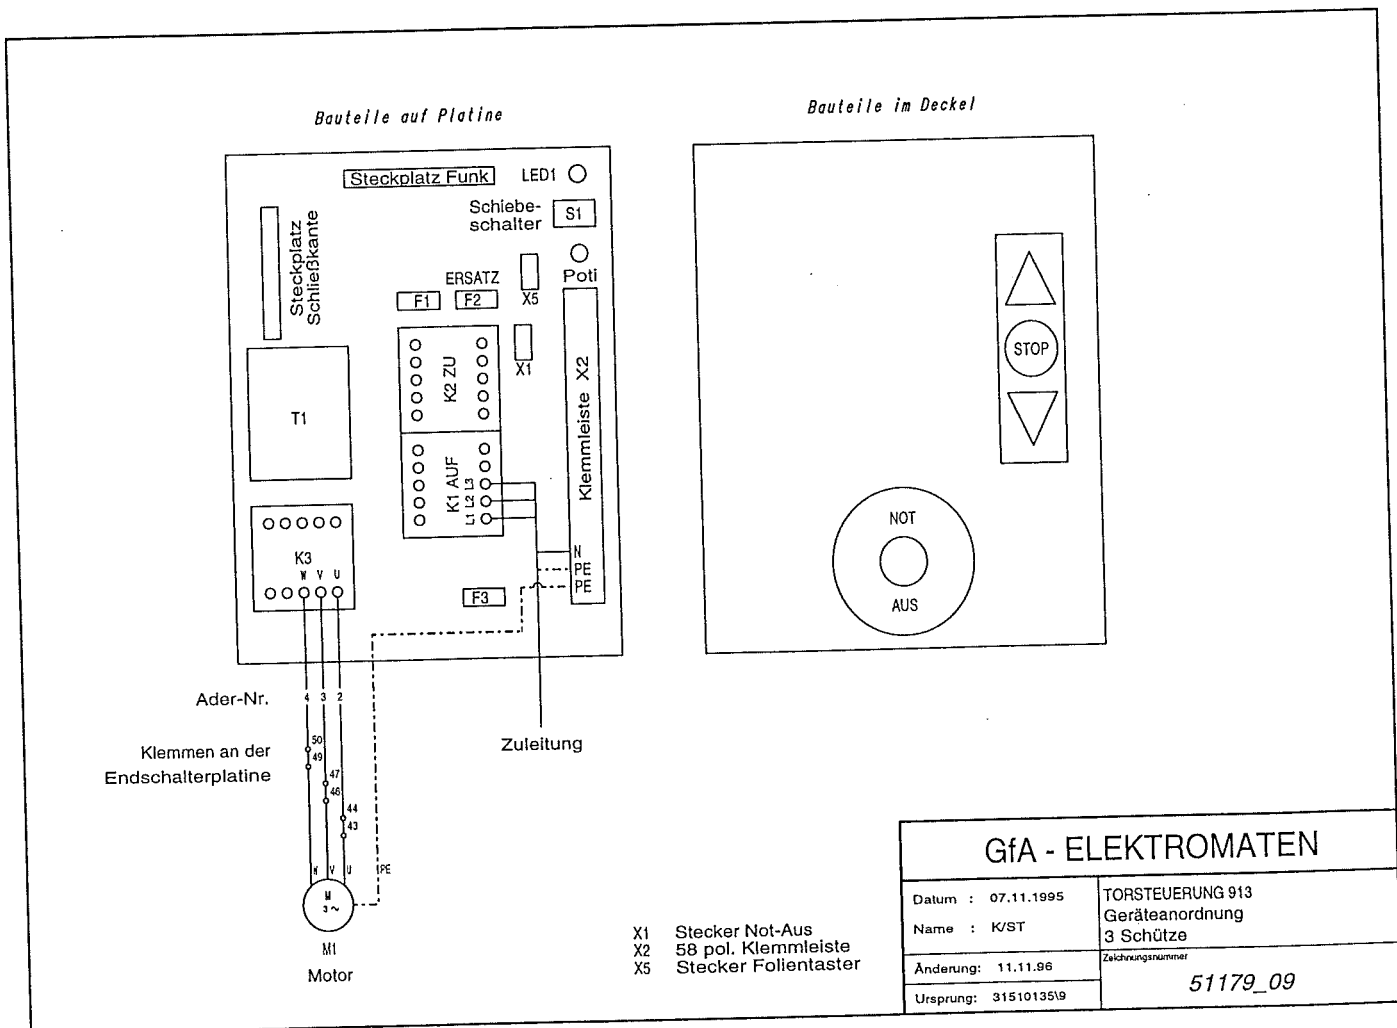 Bauteile auf Platine
Bauteile im Deckel
Steckplatz Funk
LED1
Schiebe-
schalter
S1
Steckplatz
Schließkante
Poti
ERSATZ
F1
F2
X5
X1
K2 ZU
T1
Klemmleiste X2
K1 AUF
L3
L2
L1
K3
W V U
N
PE
PE
F3
STOP
NOT
AUS
Ader-Nr.
4 3 2
Zuleitung
Klemmen an der
Endschalterplatine
50
49
47
46
44
43
W V U PE
M
3 ~
M1
Motor
X1 Stecker Not-Aus
X2 58 pol. Klemmleiste
X5 Stecker Folientaster
GfA - ELEKTROMATEN
Datum : 07.11.1995
Name : K/ST
TORSTEUERUNG 913
Geräteanordnung
3 Schütze
Änderung: 11.11.96
Ursprung: 31510135\9
Zeichnungsnummer
51179_09